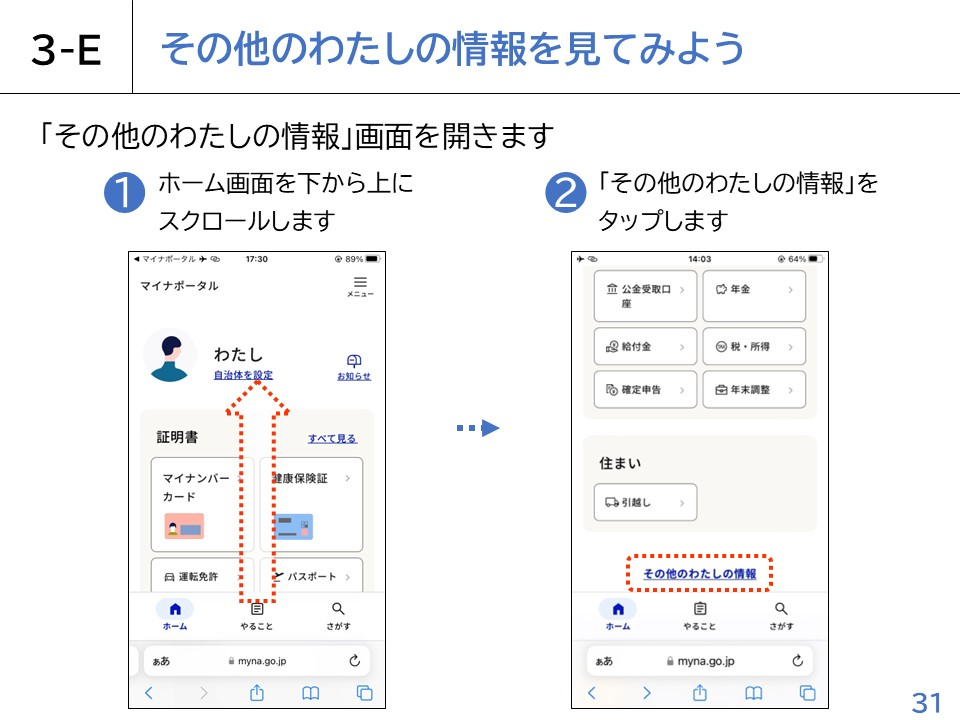 3-E
その他のわたしの情報を見てみよう
「その他のわたしの情報」画面を開きます
1
ホーム画面を下から上に
スクロールします
2
「その他のわたしの情報」を
タップします
マイナポータル
17:30
89%
マイナポータル
メニュー
わたし
自治体を設定
お知らせ
証明書
すべて見る
マイナンバー
カード
健康保険証
運転免許
パスポート
ホーム
やること
さがす
ぁあ
myna.go.jp
14:03
64%
公金受取口
座
年金
給付金
税・所得
確定申告
年末調整
住まい
引越し
その他のわたしの情報
ホーム
やること
さがす
ぁあ
myna.go.jp
31